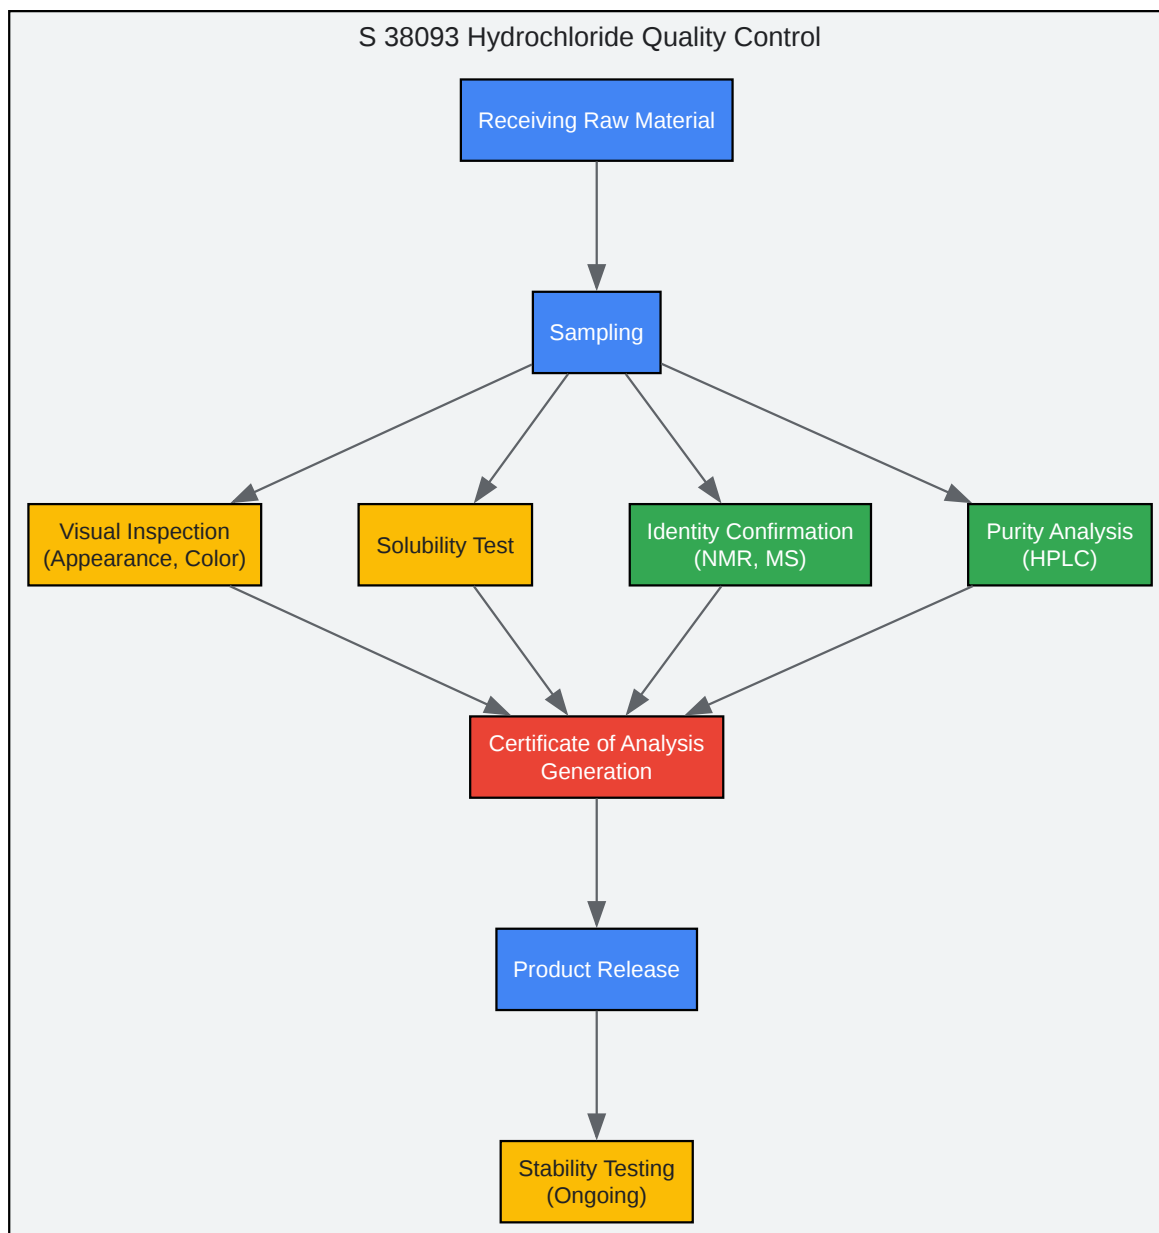 S 38093 Hydrochloride Quality Control
Receiving Raw Material
Sampling
Visual Inspection
(Appearance, Color)
Solubility Test
Identity Confirmation
(NMR, MS)
Purity Analysis
(HPLC)
Certificate of Analysis
Generation
Product Release
Stability Testing
(Ongoing)